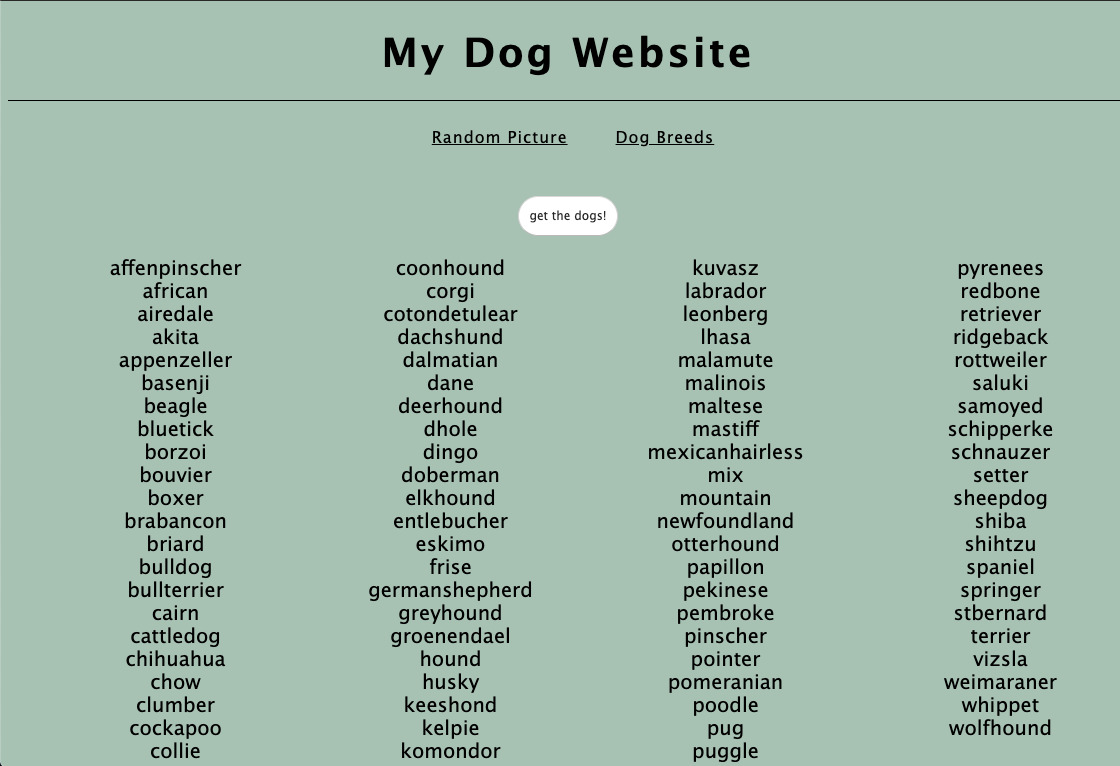 My Dog Website
Random Picture
Dog Breeds
get the dogs!
affenpinscher
african
airedale
akita
appenzeller
basenji
beagle
bluetick
borzoi
bouvier
boxer
brabancon
briard
bulldog
bullterrier
cairn
cattledog
chihuahua
chow
clumber
cockapoo
collie
coonhound
corgi
cotondetulear
dachshund
dalmatian
dane
deerhound
dhole
dingo
doberman
elkhound
entlebucher
eskimo
frise
germanshepherd
greyhound
groenendael
hound
husky
keeshond
kelpie
komondor
kuvasz
labrador
leonberg
lhasa
malamute
malinois
maltese
mastiff
mexicanhairless
mix
mountain
newfoundland
otterhound
papillon
pekinese
pembroke
pinscher
pointer
pomeranian
poodle
pug
puggle
pyrenees
redbone
retriever
ridgeback
rottweiler
saluki
samoyed
schipperke
schnauzer
setter
sheepdog
shiba
shihtzu
spaniel
springer
stbernard
terrier
vizsla
weimaraner
whippet
wolfhound